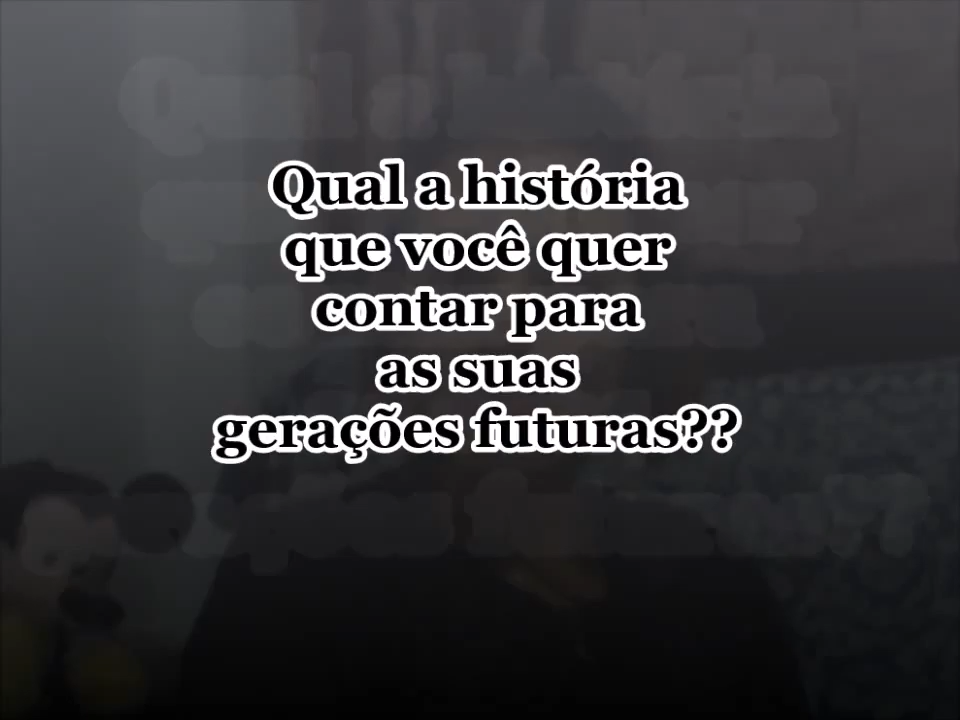 Qual a história
que você quer
contar para
as suas
gerações futuras??